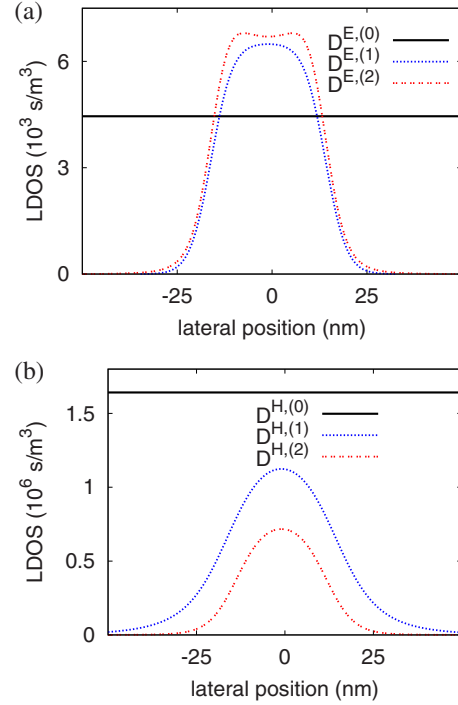 (a)
LDOS (10³ s/m³)
6
3
0
D^E,(0)
D^E,(1)
D^E,(2)
-25 0 25
lateral position (nm)
(b)
LDOS (10⁶ s/m³)
1.5
1
0.5
0
D^H,(0)
D^H,(1)
D^H,(2)
-25 0 25
lateral position (nm)